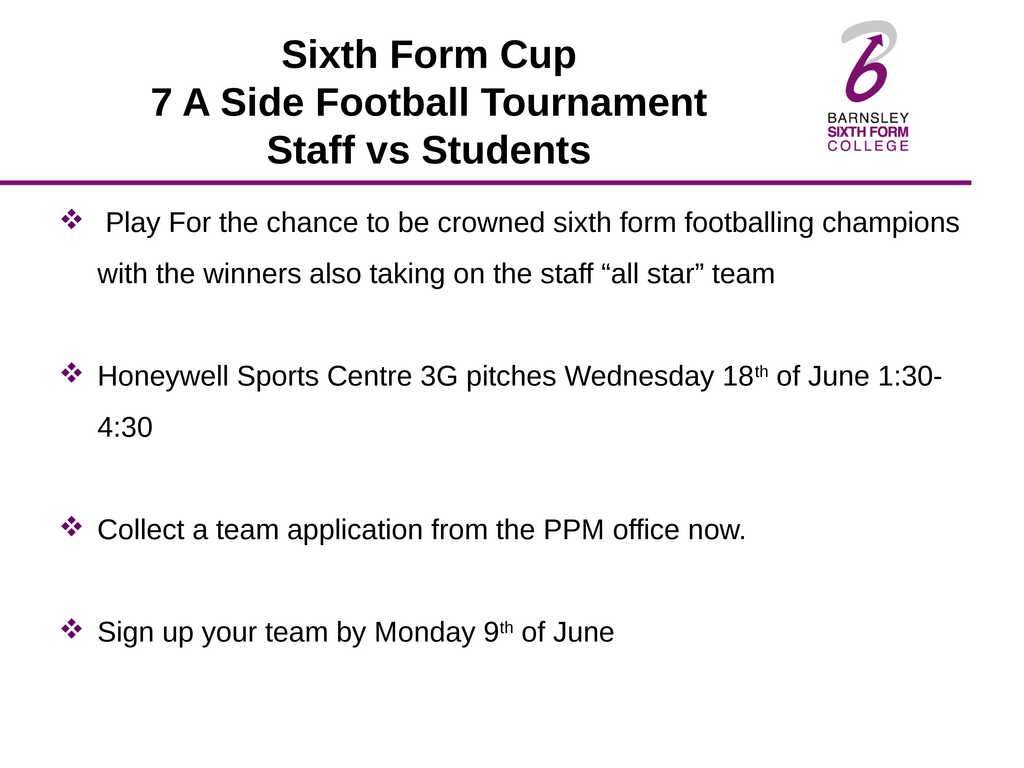 Sixth Form Cup
7 A Side Football Tournament
Staff vs Students
BARNSLEY
SIXTH FORM
COLLEGE
❖ Play For the chance to be crowned sixth form footballing champions
with the winners also taking on the staff “all star” team
❖ Honeywell Sports Centre 3G pitches Wednesday 18th of June 1:30-
4:30
❖ Collect a team application from the PPM office now.
❖ Sign up your team by Monday 9th of June